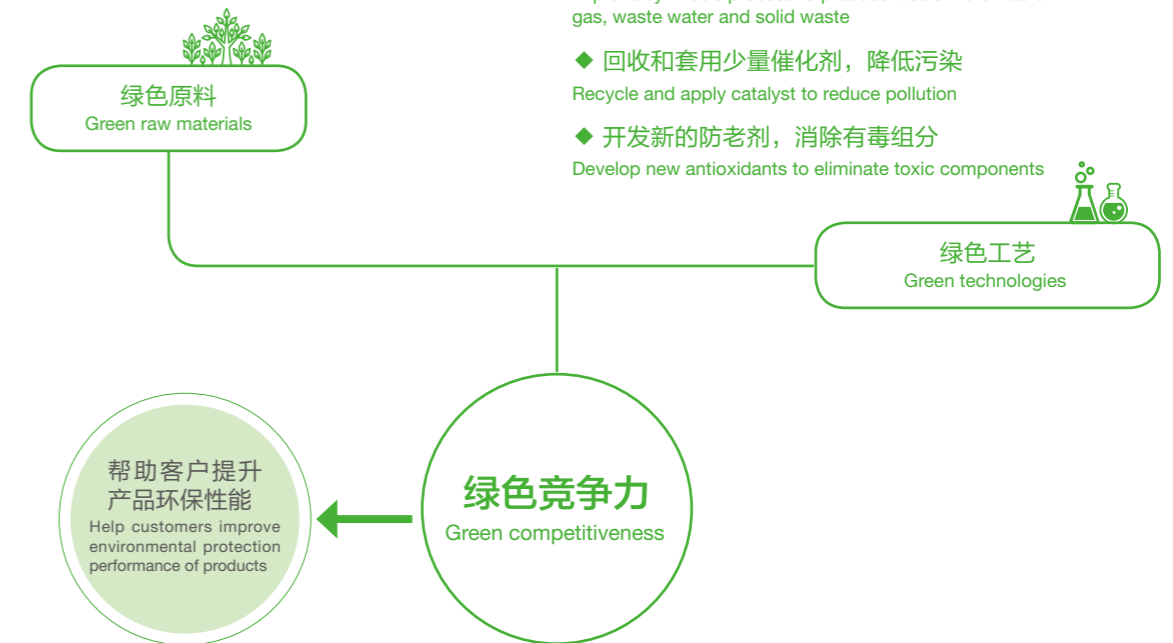 gas, waste water and solid waste
◆ 回收和套用少量催化剂，降低污染
Recycle and apply catalyst to reduce pollution
◆ 开发新的防老剂，消除有毒组分
Develop new antioxidants to eliminate toxic components
绿色原料
Green raw materials
绿色工艺
Green technologies
绿色竞争力
Green competitiveness
帮助客户提升
产品环保性能
Help customers improve
environmental protection
performance of products